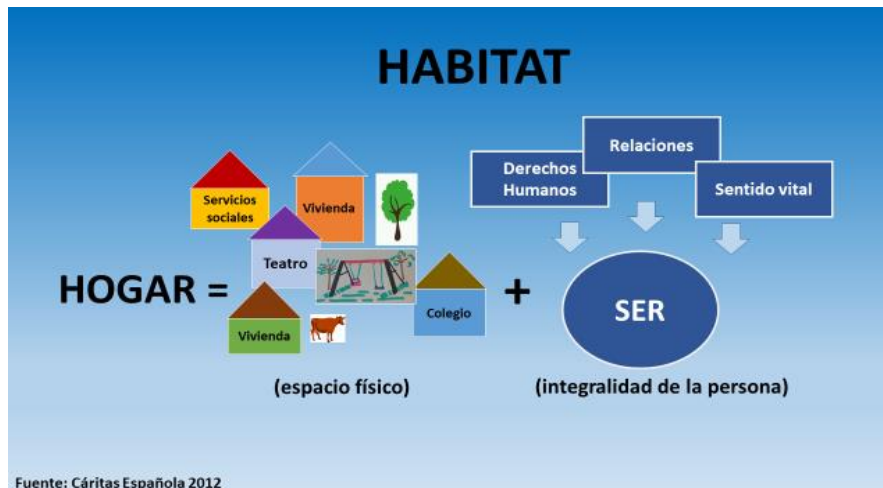 HABITAT
Servicios
sociales
Vivienda
Teatro
Vivienda
Colegio
HOGAR =
+
Derechos
Humanos
Relaciones
Sentido vital
SER
(espacio físico)
(integralidad de la persona)
Fuente: Cáritas Española 2012